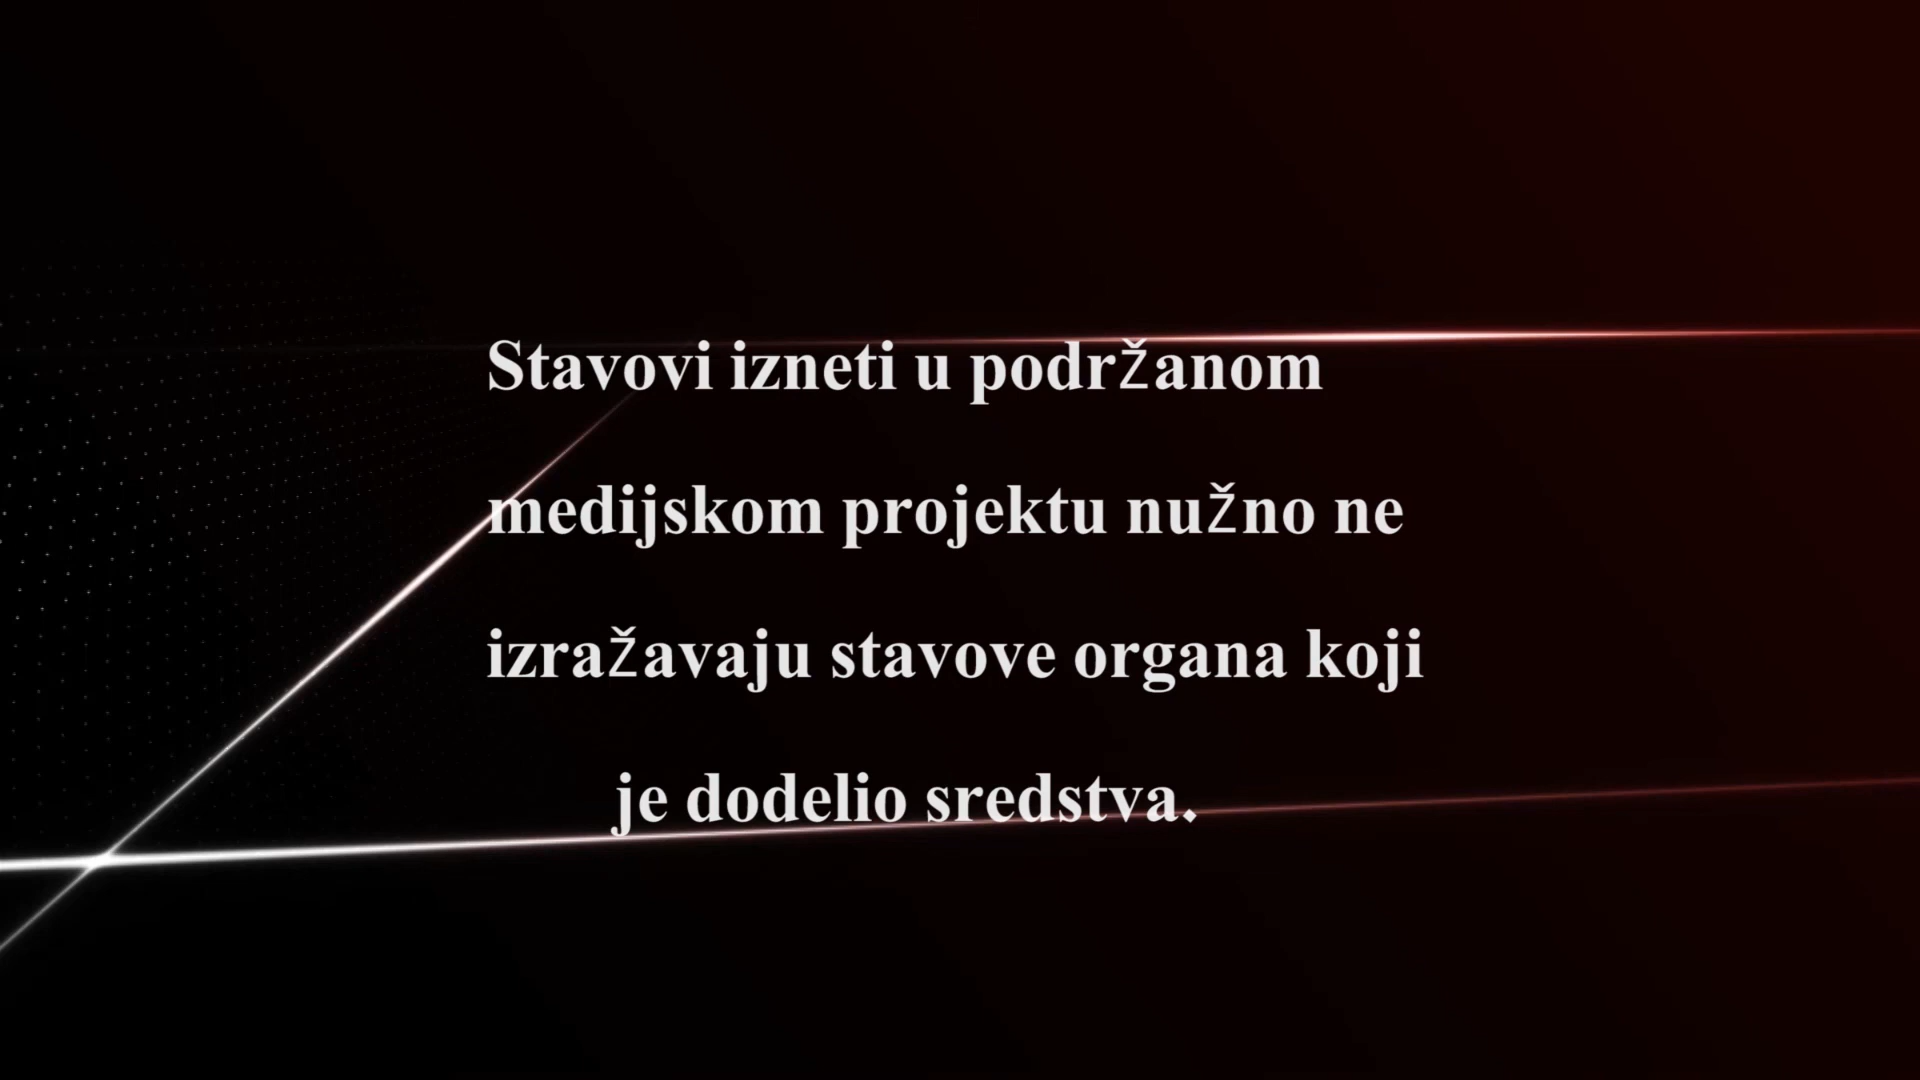 Stavovi izneti u podržanom
medijskom projektu nužno ne
izražavaju stavove organa koji
je dodelio sredstva.